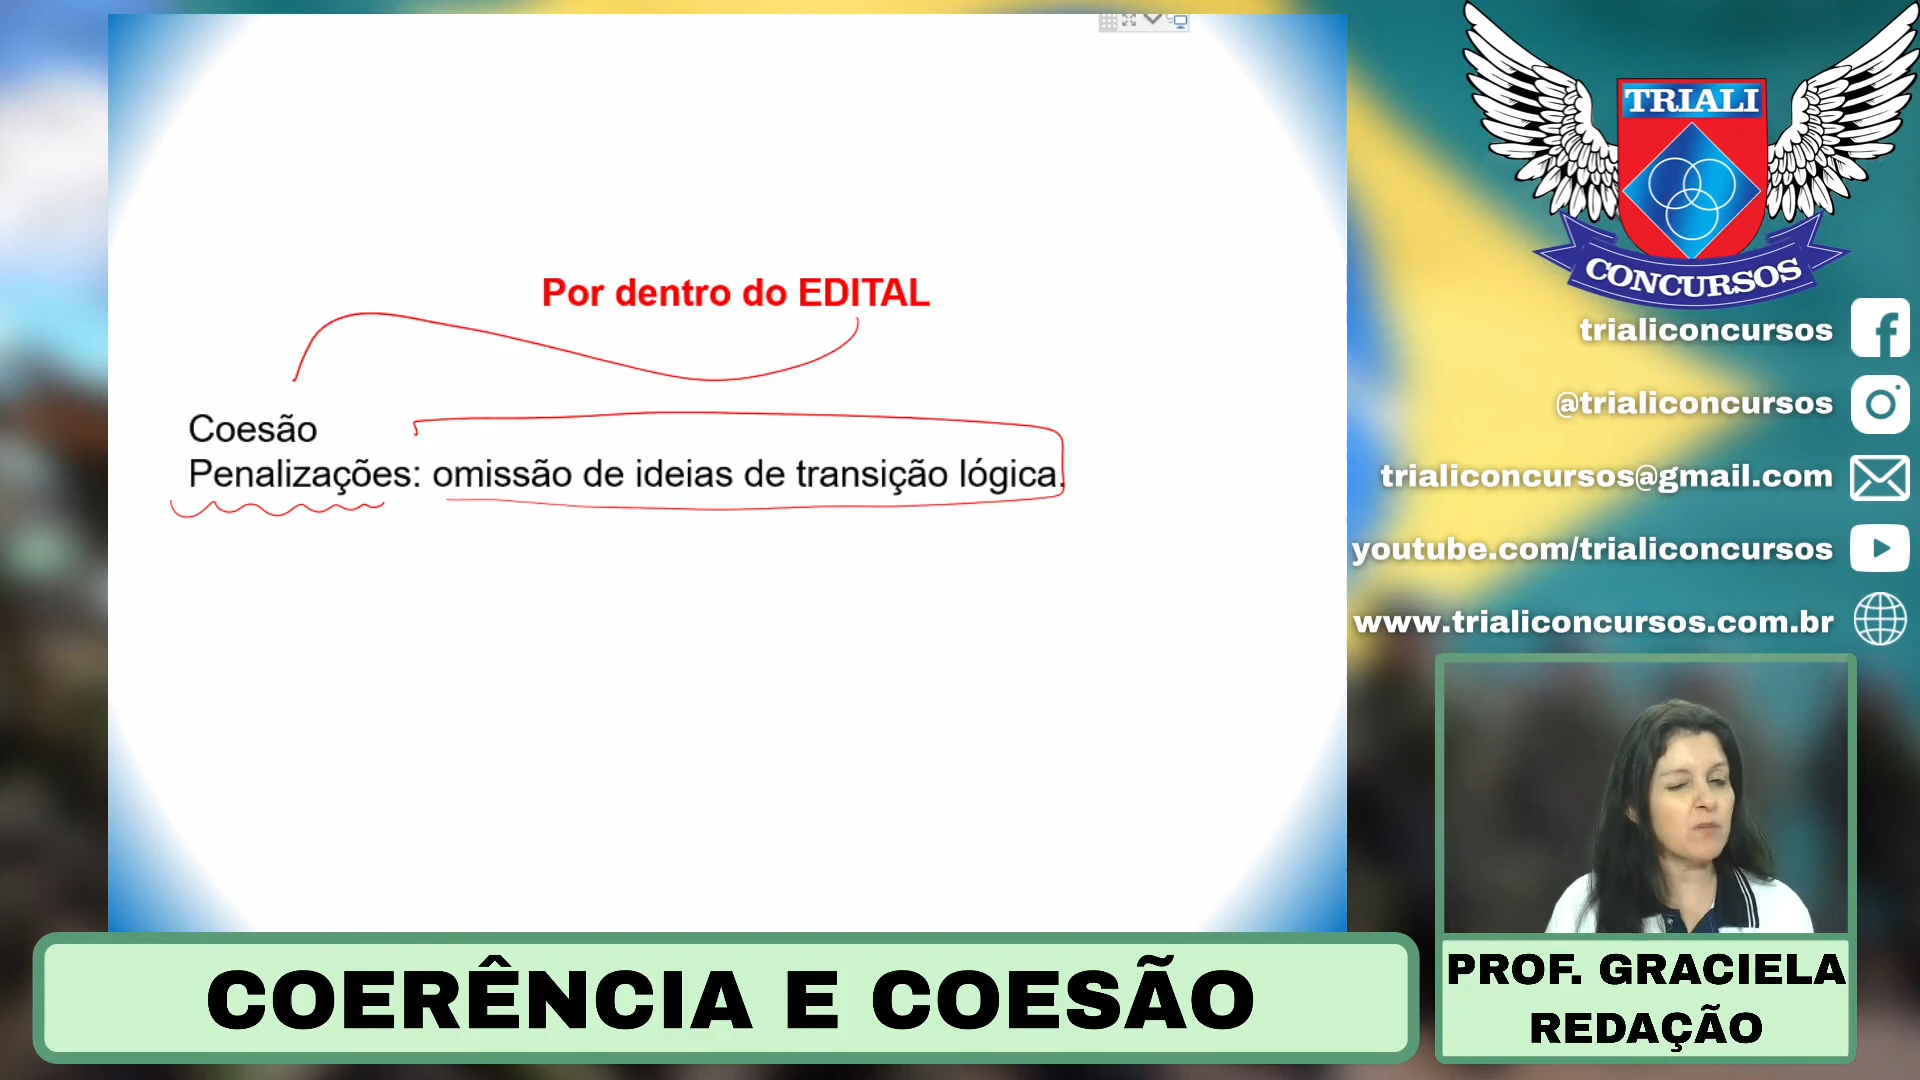 Por dentro do EDITAL
Coesão
Penalizações: omissão de ideias de transição lógica.
TRIALI
CONCURSOS
trialiconcursos
@trialiconcursos
trialiconcursos@gmail.com
youtube.com/trialiconcursos
www.trialiconcursos.com.br
COERÊNCIA E COESÃO
PROF. GRACIELA
REDAÇÃO